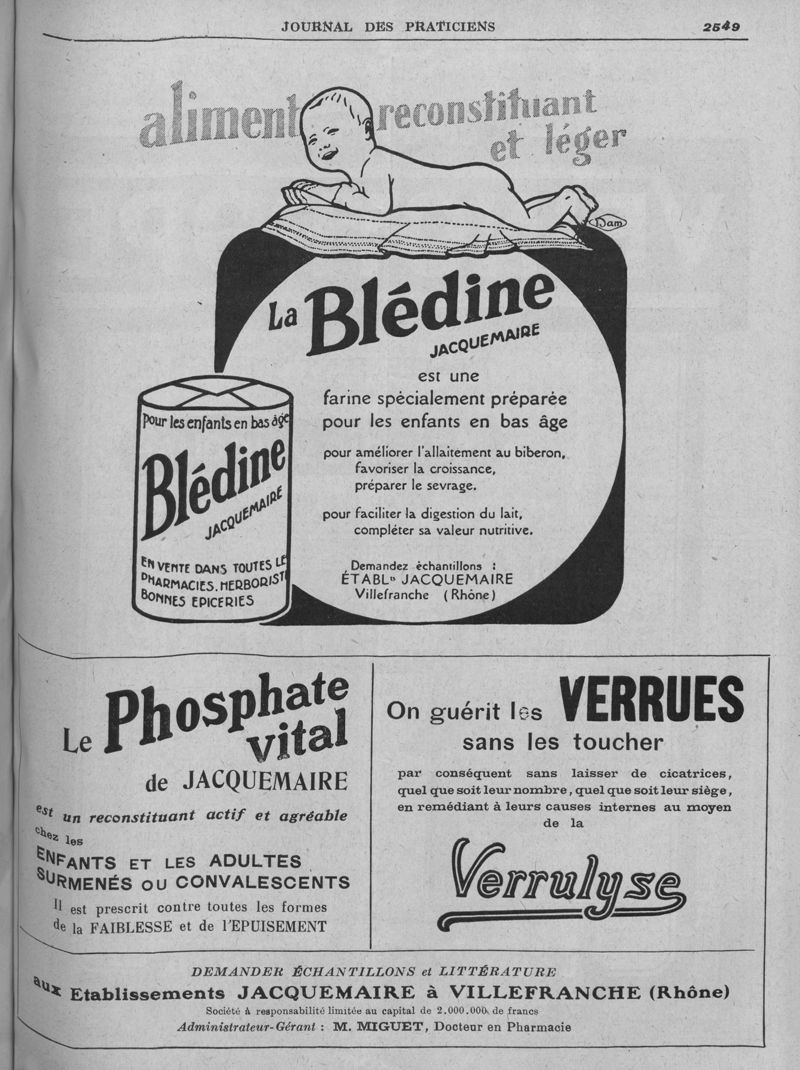 JOURNAL DES PRATICIENS
2549
aliment reconstituant
et léger
Dam
La Blédine
JACQUEMAIRE
est une
farine spécialement préparée
pour les enfants en bas âge
pour améliorer l'allaitement au biberon,
favoriser la croissance,
préparer le sevrage.
pour faciliter la digestion du lait,
compléter sa valeur nutritive.
Demandez échantillons :
ÉTABLts JACQUEMAIRE
Villefranche (Rhône)
pour les enfants en bas âge
Blédine
JACQUEMAIRE
EN VENTE DANS TOUTES LE
PHARMACIES. HERBORIST
BONNES EPICERIES
Le Phosphate
vital
de JACQUEMAIRE
est un reconstituant actif et agréable
chez les
ENFANTS ET LES ADULTES
SURMENÉS OU CONVALESCENTS
Il est prescrit contre toutes les formes
de la FAIBLESSE et de l'EPUISEMENT
On guérit les VERRUES
sans les toucher
par conséquent sans laisser de cicatrices,
quel que soit leur nombre, quel que soit leur siège,
en remédiant à leurs causes internes au moyen
de la
Verrulyse
DEMANDER ÉCHANTILLONS et LITTÉRATURE
aux Etablissements JACQUEMAIRE à VILLEFRANCHE (Rhône)
Société à responsabilité limitée au capital de 2.000.000 de francs
Administrateur-Gérant : M. MIGUET, Docteur en Pharmacie